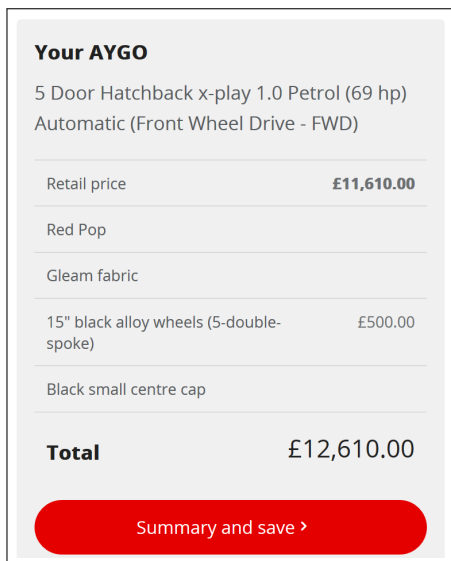 Your AYGO
5 Door Hatchback x-play 1.0 Petrol (69 hp)
Automatic (Front Wheel Drive - FWD)
Retail price £11,610.00
Red Pop
Gleam fabric
15" black alloy wheels (5-double- £500.00
spoke)
Black small centre cap
Total £12,610.00
Summary and save ›